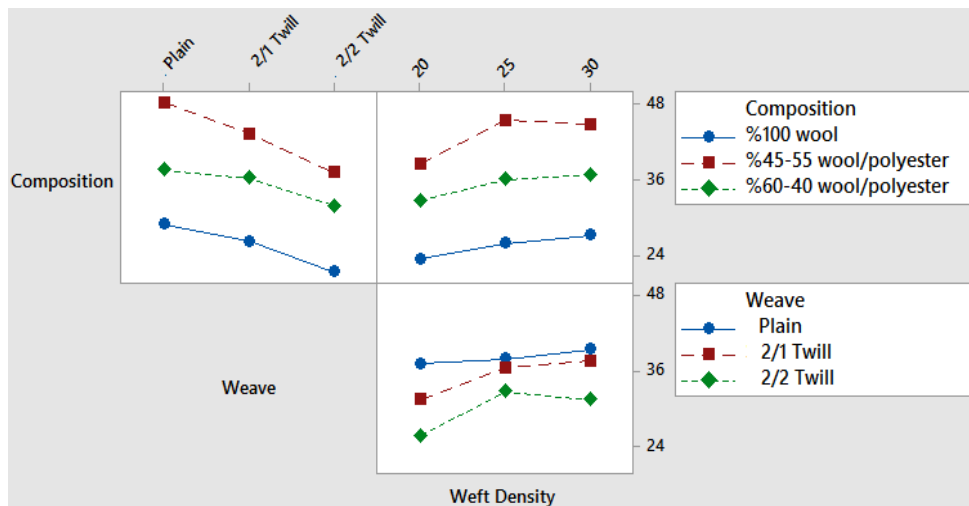 Plain
2/1 Twill
2/2 Twill
20
25
30
Composition
48
36
24
Composition
%100 wool
%45-55 wool/polyester
%60-40 wool/polyester
Weave
48
36
24
Weave
Plain
2/1 Twill
2/2 Twill
Weft Density